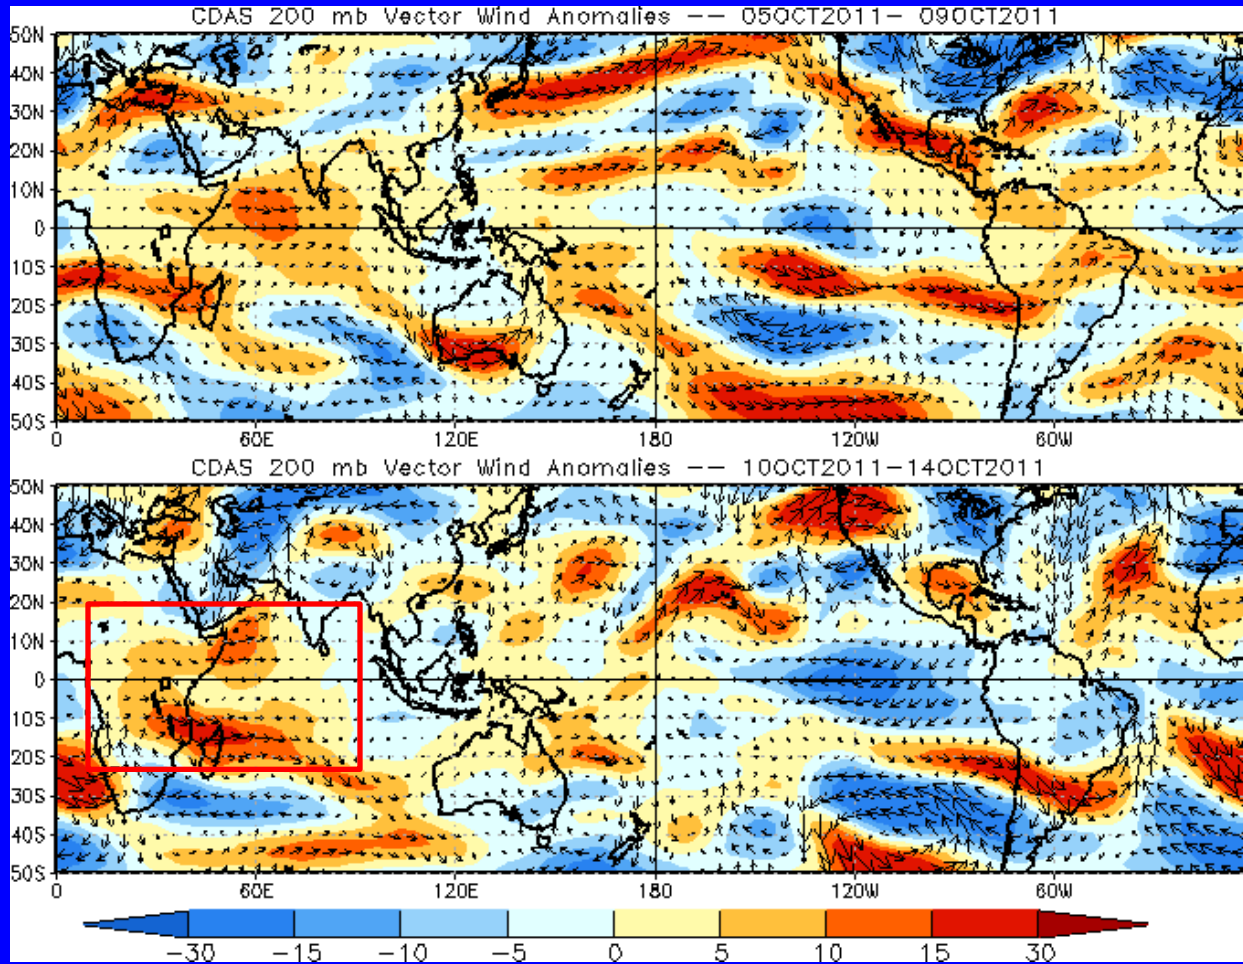 CDAS 200 mb Vector Wind Anomalies -- 05OCT2011- 09OCT2011
50N
40N
30N
20N
10N
0
10S
20S
30S
40S
50S
0 60E 120E 180 120W 60W
CDAS 200 mb Vector Wind Anomalies -- 10OCT2011-14OCT2011
50N
40N
30N
20N
10N
0
10S
20S
30S
40S
50S
0 60E 120E 180 120W 60W
-30 -15 -10 -5 0 5 10 15 30